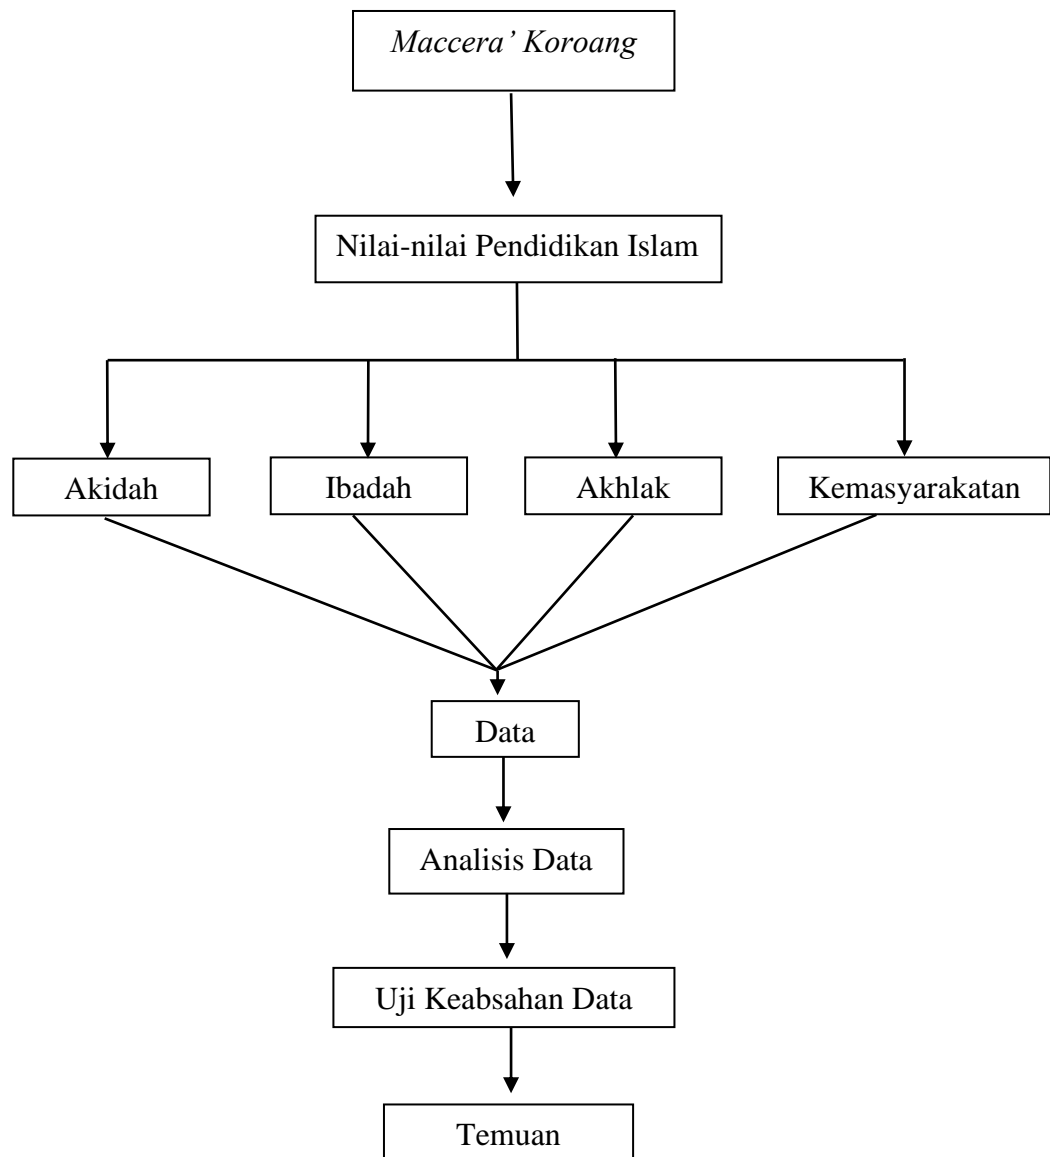 Maccera’ Koroang
Nilai-nilai Pendidikan Islam
Akidah
Ibadah
Akhlak
Kemasyarakatan
Data
Analisis Data
Uji Keabsahan Data
Temuan